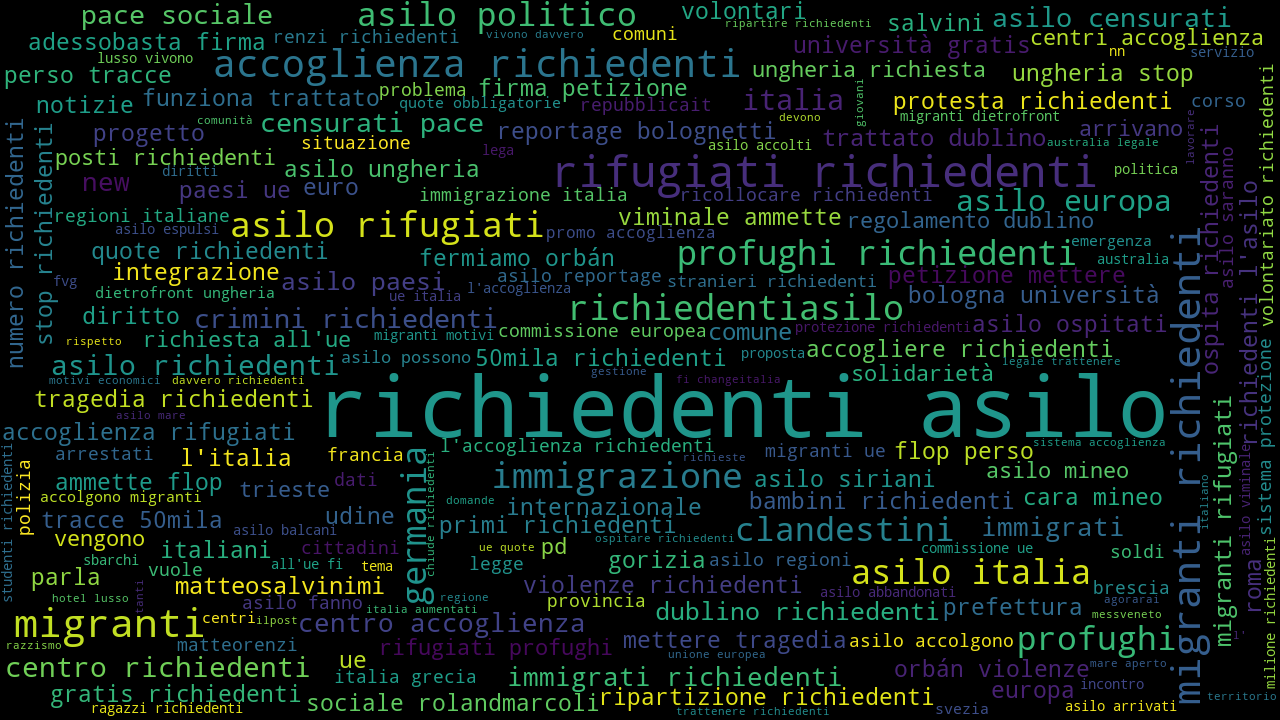 pace sociale
asilo politico
volontari
ripartire richiedenti
salvini
asilo censurati
adessobasta firma
renzi richiedenti
vivono davvero
comuni
università gratis
centri accoglienza
lusso vivono
nn
servizio
perso tracce
accoglienza richiedenti
ungheria richiesta
ungheria stop
notizie
funziona trattato
problema
firma petizione
quote obbligatorie
repubblicait
italia
giovani
protesta richiedenti
corso
comunità
censurati pace
devono
migranti dietrofront
progetto
situazione
reportage bolognetti
trattato dublino
arrivano
lega
asilo accolti
australia legale
lavorare
posti richiedenti
diritti
asilo ungheria
rifugiati richiedenti
politica
new
paesi ue
euro
immigrazione italia
ricollocare richiedenti
asilo europa
regioni italiane
asilo espulsi
asilo rifugiati
promo accoglienza
viminale ammette
regolamento dublino
numero richiedenti
stop richiedenti
quote richiedenti
fermiamo orbán
profughi richiedenti
emergenza
australia
fvg
integrazione
asilo paesi
asilo reportage
stranieri richiedenti
petizione mettere
dietrofront ungheria
ue italia
l'accoglienza
bologna università
diritto
crimini richiedenti
richiedentiasilo
rispetto
richiesta all'ue
migranti motivi
commissione europea
comune
protezione richiedenti
asilo ospitati
asilo richiedenti
asilo possono
50mila richiedenti
proposta
accogliere richiedenti
legale trattenere
motivi economici
davvero richiedenti
gestione
fi changeitalia
solidarietà
tragedia richiedenti
asilo mare
richiedenti asilo
ospita richiedenti
asilo saranno
richiedenti l'asilo
volontariato richiedenti
accoglienza rifugiati
l'accoglienza richiedenti
sistema accoglienza
arrestati
l'italia
francia
germania
chiude richiedenti
richieste
migranti ue
flop perso
polizia
ammette flop
dati
immigrazione
asilo siriani
asilo mineo
accolgono migranti
trieste
domande
internazionale
bambini richiedenti
cara mineo
migranti richiedenti
italiano
tracce 50mila
asilo balcani
udine
primi richiedenti
ospitare richiedenti
clandestini
immigrati
studenti richiedenti
vengono
italiani
cittadini
ue quote
pd
commissione ue
soldi
sbarchi
vuole
all'ue fi
tema
legge
gorizia
asilo regioni
asilo viminale
sistema protezione
parla
matteosalvinimi
violenze richiedenti
asilo abbandonati
asilo italia
brescia
hotel lusso
tanti
asilo fanno
regione
provincia
prefettura
agorarai
migranti rifugiati
roma
migranti
centri
ilpost
italia aumentati
centro accoglienza
dublino richiedenti
messveneto
razzismo
matteorenzi
rifugiati profughi
mettere tragedia
asilo accolgono
profughi
l'
centro richiedenti
ue
unione europea
italia grecia
immigrati richiedenti
orbán violenze
mare aperto
milione richiedenti
gratis richiedenti
europa
incontro
ragazzi richiedenti
sociale rolandmarcoli
ripartizione richiedenti
trattenere richiedenti
svezia
asilo arrivati
territorio